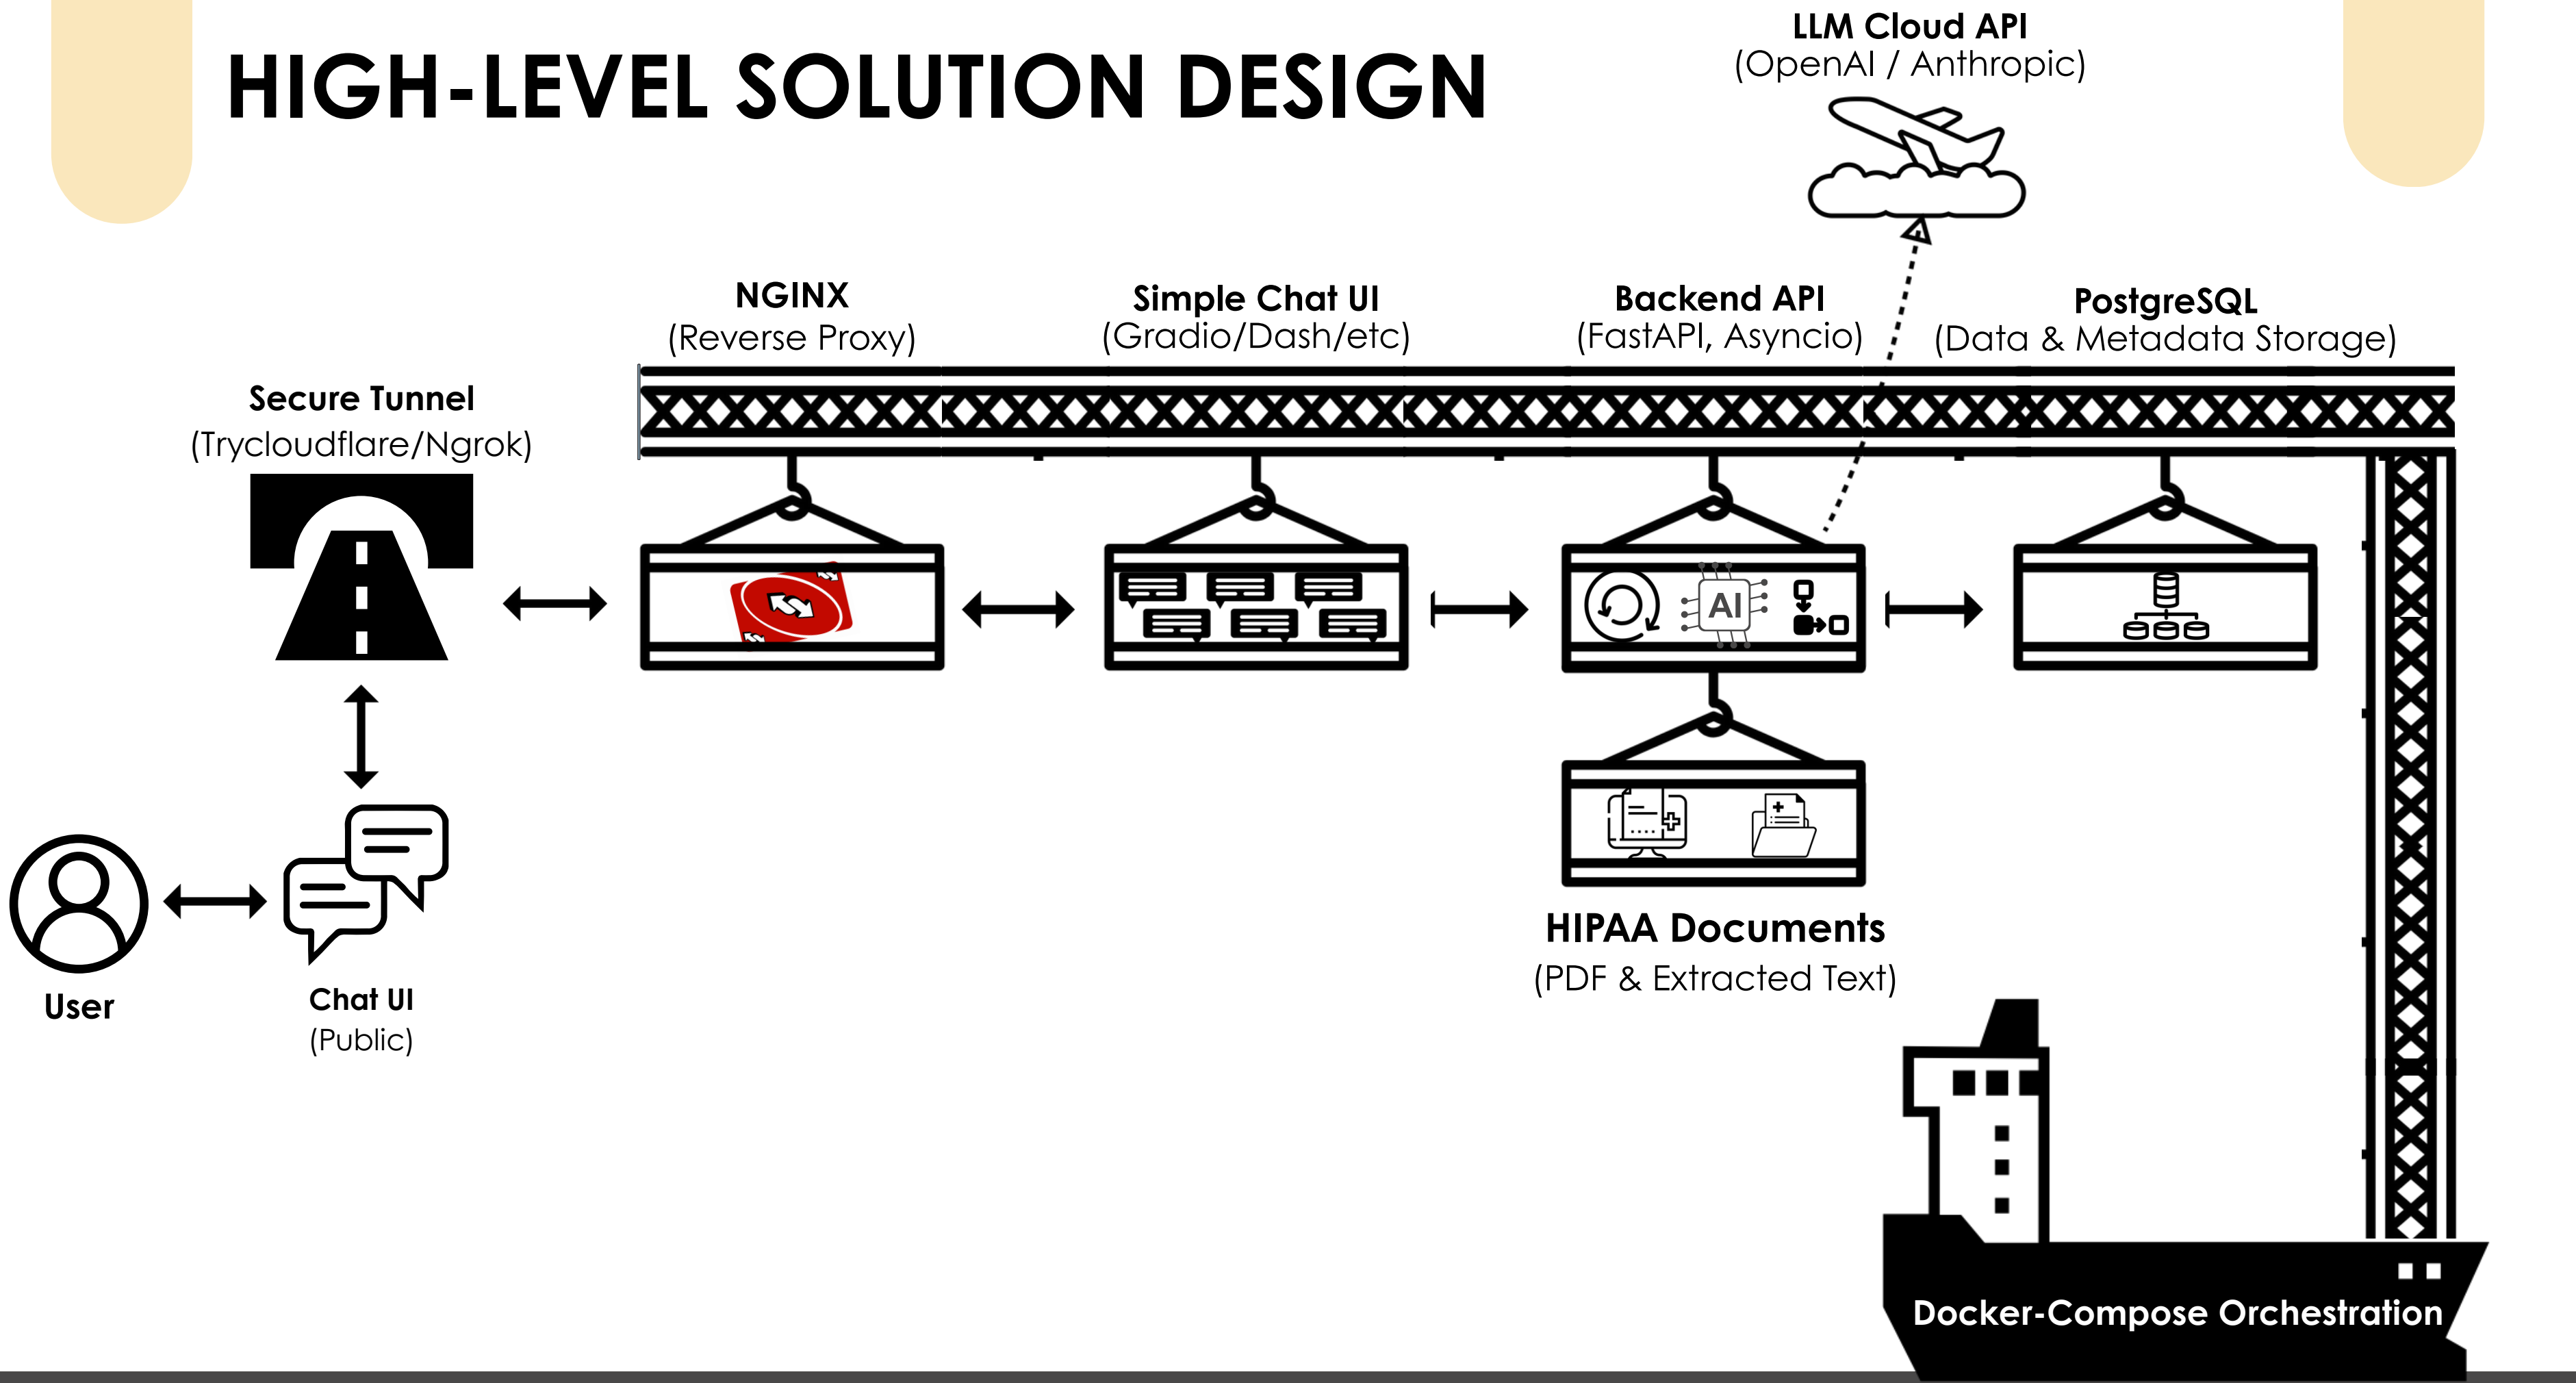 HIGH-LEVEL SOLUTION DESIGN
LLM Cloud API
(OpenAI / Anthropic)
NGINX
(Reverse Proxy)
Simple Chat UI
(Gradio/Dash/etc)
Backend API
(FastAPI, Asyncio)
PostgreSQL
(Data & Metadata Storage)
Secure Tunnel
(Trycloudflare/Ngrok)
AI
HIPAA Documents
(PDF & Extracted Text)
User
Chat UI
(Public)
Docker-Compose Orchestration